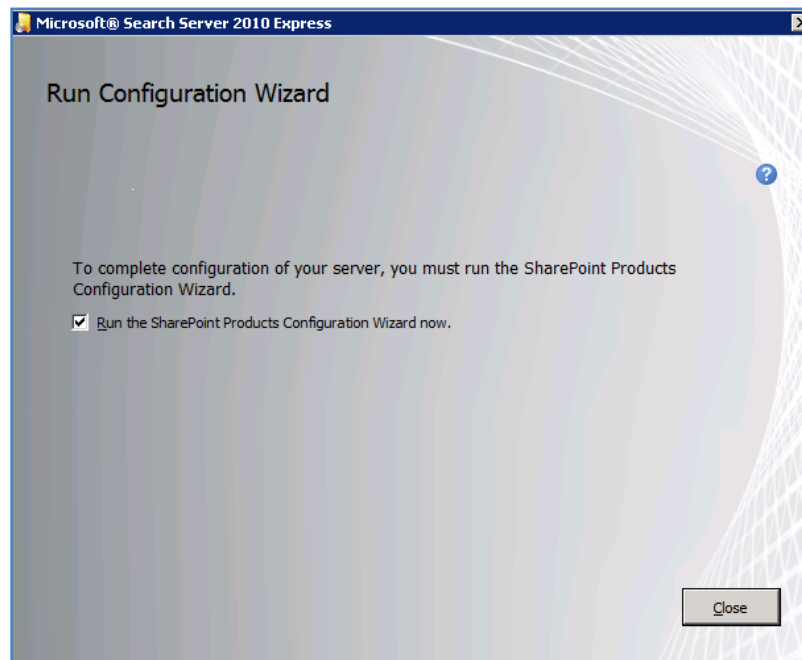 Microsoft® Search Server 2010 Express
Run Configuration Wizard
To complete configuration of your server, you must run the SharePoint Products
Configuration Wizard.
Run the SharePoint Products Configuration Wizard now.
Close